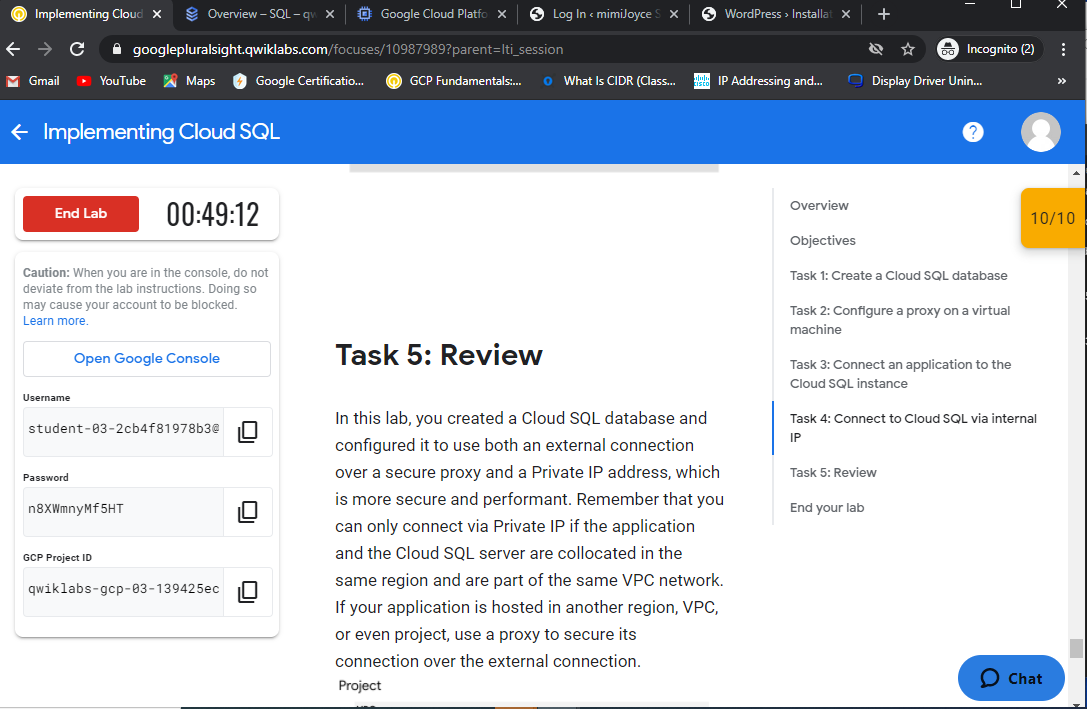 Implementing Cloud
Overview – SQL – qw
Google Cloud Platfo
Log In ‹ mimiJoyce S
WordPress › Installat
googlepluralsight.qwiklabs.com/focuses/10987989?parent=lti_session
Incognito (2)
Gmail
YouTube
Maps
Google Certificatio...
GCP Fundamentals:...
What Is CIDR (Class...
IP Addressing and...
Display Driver Unin...
»
Implementing Cloud SQL
?
End Lab
00:49:12
10/10
Caution: When you are in the console, do not
deviate from the lab instructions. Doing so
may cause your account to be blocked.
Learn more.
Open Google Console
Username
student-03-2cb4f81978b3@
Password
n8XWmnyMf5HT
GCP Project ID
qwiklabs-gcp-03-139425ec
Task 5: Review
In this lab, you created a Cloud SQL database and
configured it to use both an external connection
over a secure proxy and a Private IP address, which
is more secure and performant. Remember that you
can only connect via Private IP if the application
and the Cloud SQL server are collocated in the
same region and are part of the same VPC network.
If your application is hosted in another region, VPC,
or even project, use a proxy to secure its
connection over the external connection.
Project
Overview
Objectives
Task 1: Create a Cloud SQL database
Task 2: Configure a proxy on a virtual
machine
Task 3: Connect an application to the
Cloud SQL instance
Task 4: Connect to Cloud SQL via internal
IP
Task 5: Review
End your lab
Chat